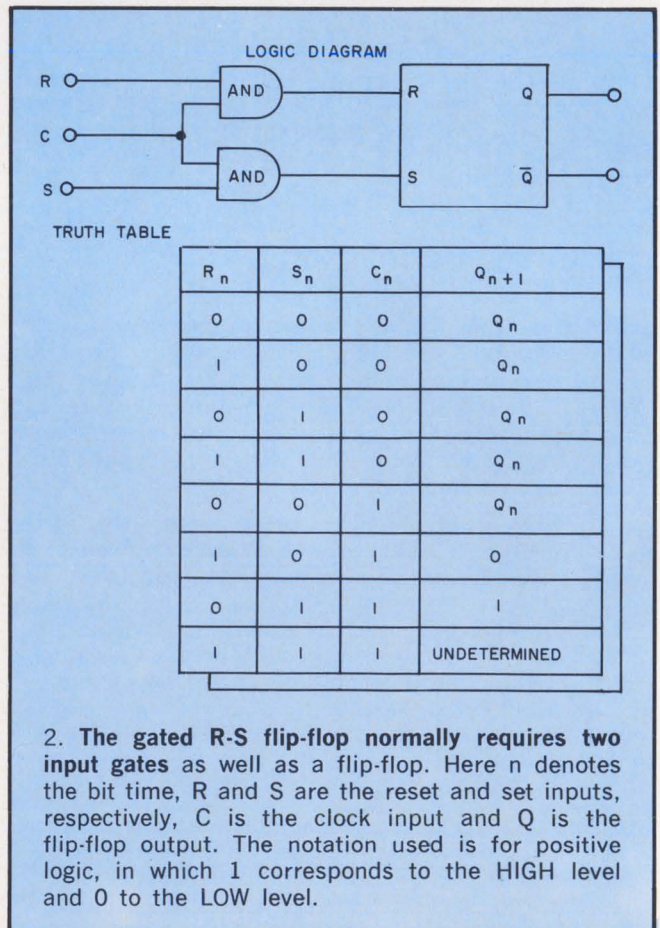 LOGIC DIAGRAM
R AND R Q
C
S AND S Q̅
TRUTH TABLE
Rn Sn Cn Qn+1
0 0 0 Qn
1 0 0 Qn
0 1 0 Qn
1 1 0 Qn
0 0 1 Qn
1 0 1 0
0 1 1 1
1 1 1 UNDETERMINED
2. The gated R-S flip-flop normally requires two
input gates as well as a flip-flop. Here n denotes
the bit time, R and S are the reset and set inputs,
respectively, C is the clock input and Q is the
flip-flop output. The notation used is for positive
logic, in which 1 corresponds to the HIGH level
and 0 to the LOW level.